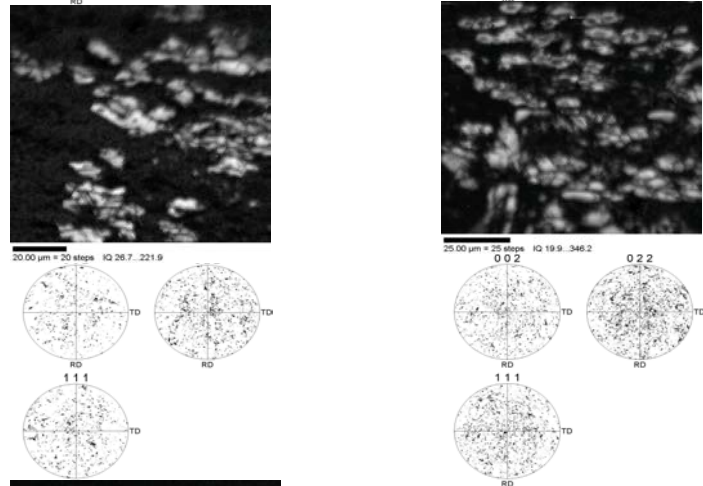 RD
20.00 µm = 20 steps IQ 26.7...221.9
TD
TD
RD
1 1 1
TD
RD
25.00 µm = 25 steps IQ 19.9...346.2
0 0 2
0 2 2
TD
TD
RD
1 1 1
TD
RD